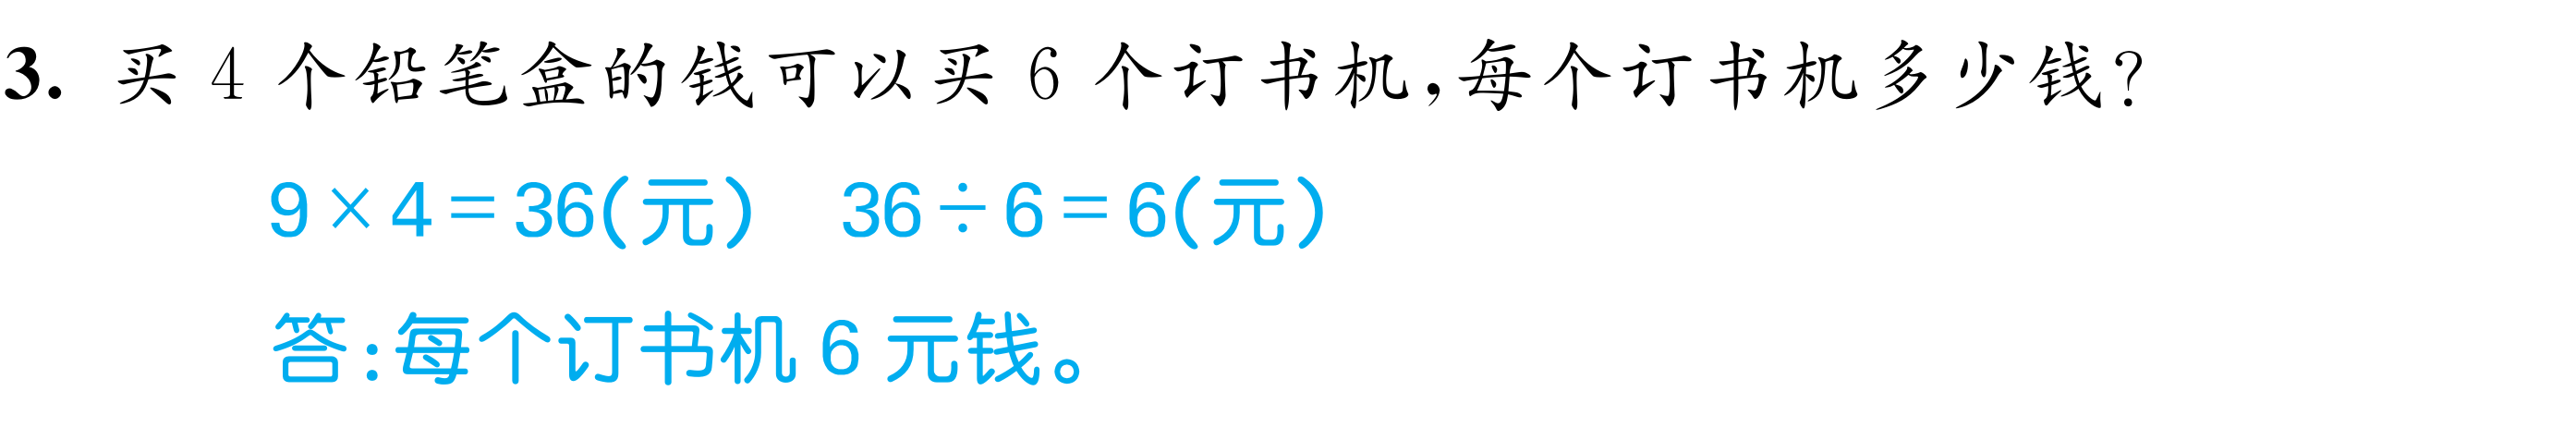 3. 买 4 个铅笔盒的钱可以买 6 个订书机,每个订书机多少钱?
9×4=36(元) 36÷6=6(元)
答:每个订书机 6 元钱。